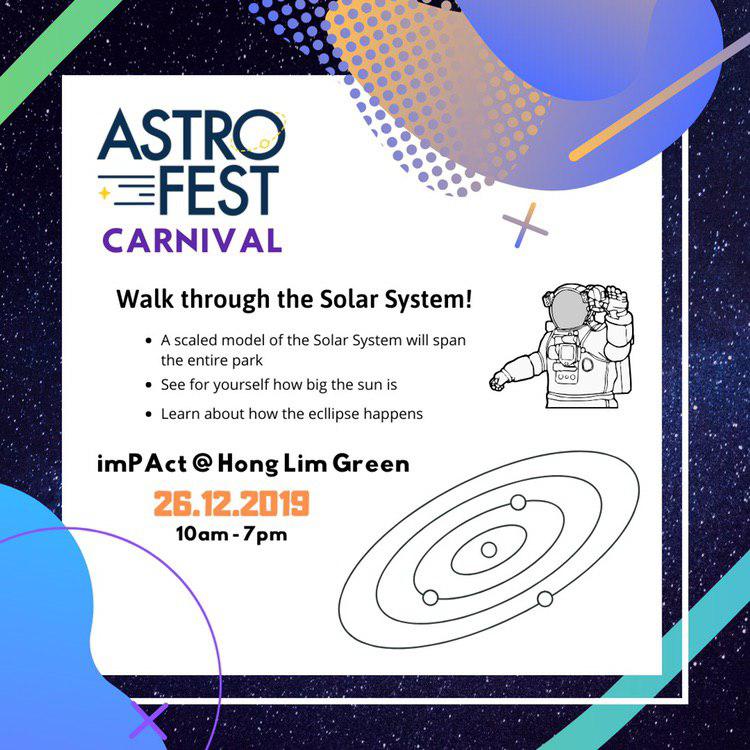 ASTRO
FEST
CARNIVAL
Walk through the Solar System!
• A scaled model of the Solar System will span
the entire park
• See for yourself how big the sun is
• Learn about how the ecllipse happens
imPAct @ Hong Lim Green
26.12.2019
10am - 7pm